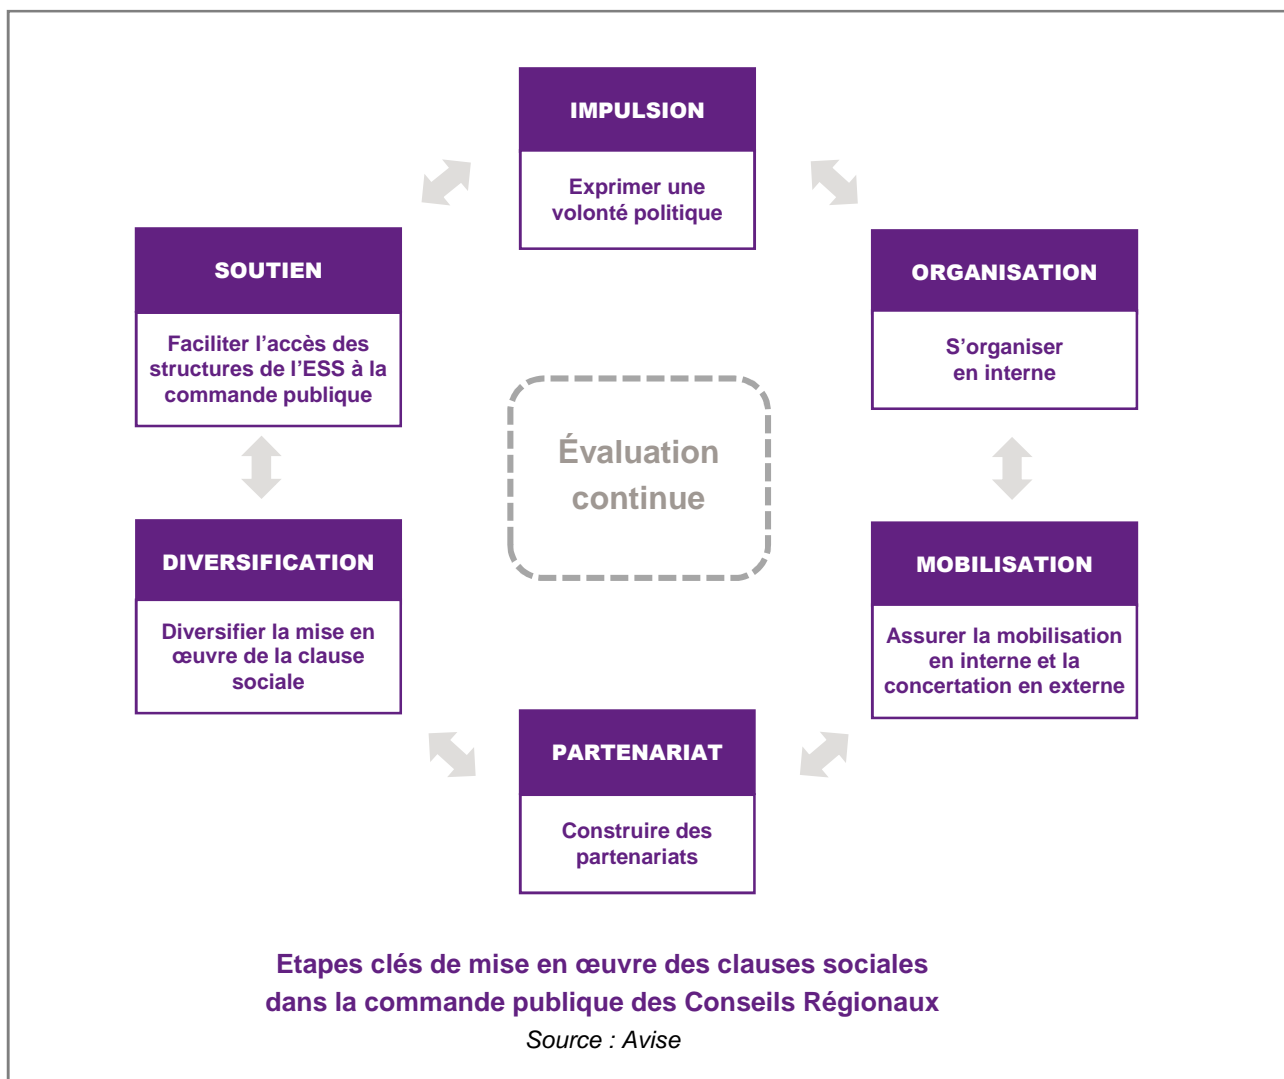 IMPULSION
Exprimer une
volonté politique
SOUTIEN
Faciliter l’accès des
structures de l’ESS à la
commande publique
ORGANISATION
S’organiser
en interne
Évaluation
continue
DIVERSIFICATION
Diversifier la mise en
œuvre de la clause
sociale
MOBILISATION
Assurer la mobilisation
en interne et la
concertation en externe
PARTENARIAT
Construire des
partenariats
Etapes clés de mise en œuvre des clauses sociales
dans la commande publique des Conseils Régionaux
Source : Avise